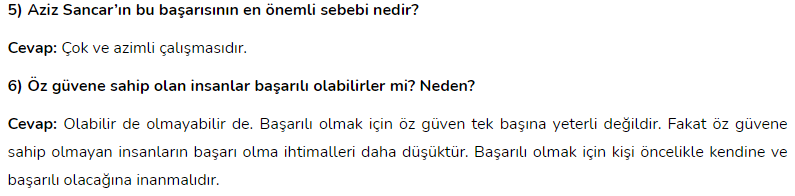 5) Aziz Sancar’ın bu başarısının en önemli sebebi nedir?
Cevap: Çok ve azimli çalışmasıdır.
6) Öz güvene sahip olan insanlar başarılı olabilirler mi? Neden?
Cevap: Olabilir de olmayabilir de. Başarılı olmak için öz güven tek başına yeterli değildir. Fakat öz güvene
sahip olmayan insanların başarı olma ihtimalleri daha düşüktür. Başarılı olmak için kişi öncelikle kendine ve
başarılı olacağına inanmalıdır.